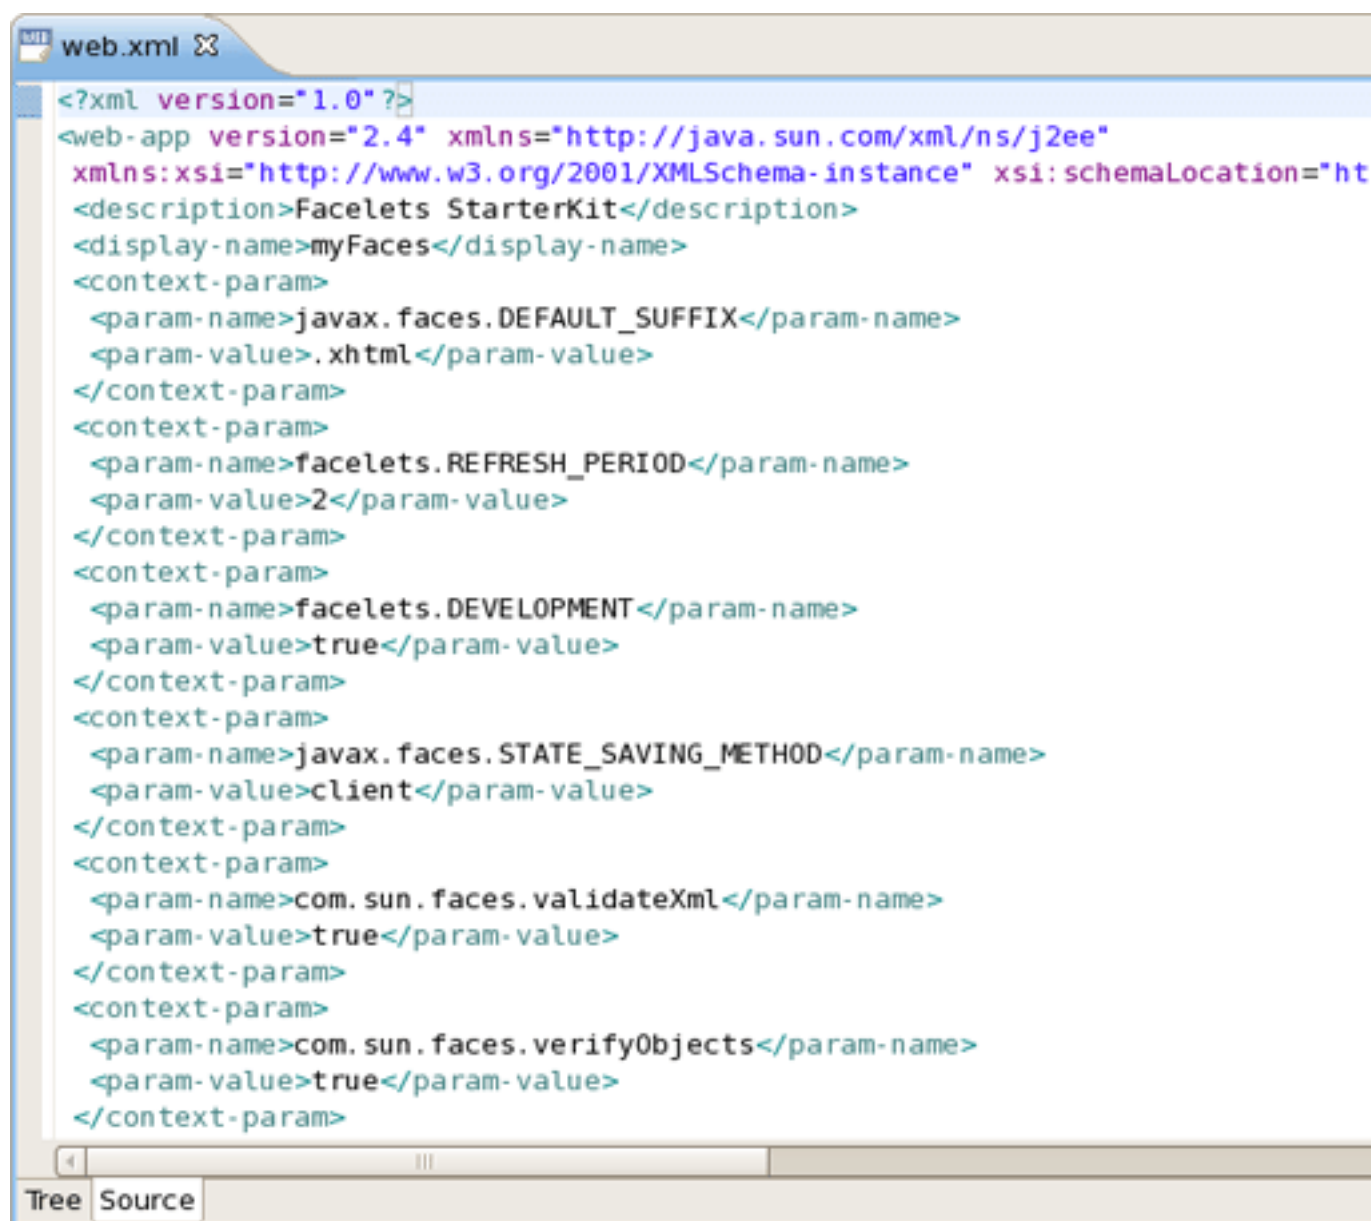 web.xml
<?xml version="1.0"?>
<web-app version="2.4" xmlns="http://java.sun.com/xml/ns/j2ee"
xmlns:xsi="http://www.w3.org/2001/XMLSchema-instance" xsi:schemaLocation="ht
<description>Facelets StarterKit</description>
<display-name>myFaces</display-name>
<context-param>
<param-name>javax.faces.DEFAULT_SUFFIX</param-name>
<param-value>.xhtml</param-value>
</context-param>
<context-param>
<param-name>facelets.REFRESH_PERIOD</param-name>
<param-value>2</param-value>
</context-param>
<context-param>
<param-name>facelets.DEVELOPMENT</param-name>
<param-value>true</param-value>
</context-param>
<context-param>
<param-name>javax.faces.STATE_SAVING_METHOD</param-name>
<param-value>client</param-value>
</context-param>
<context-param>
<param-name>com.sun.faces.validateXml</param-name>
<param-value>true</param-value>
</context-param>
<context-param>
<param-name>com.sun.faces.verifyObjects</param-name>
<param-value>true</param-value>
</context-param>
Tree Source